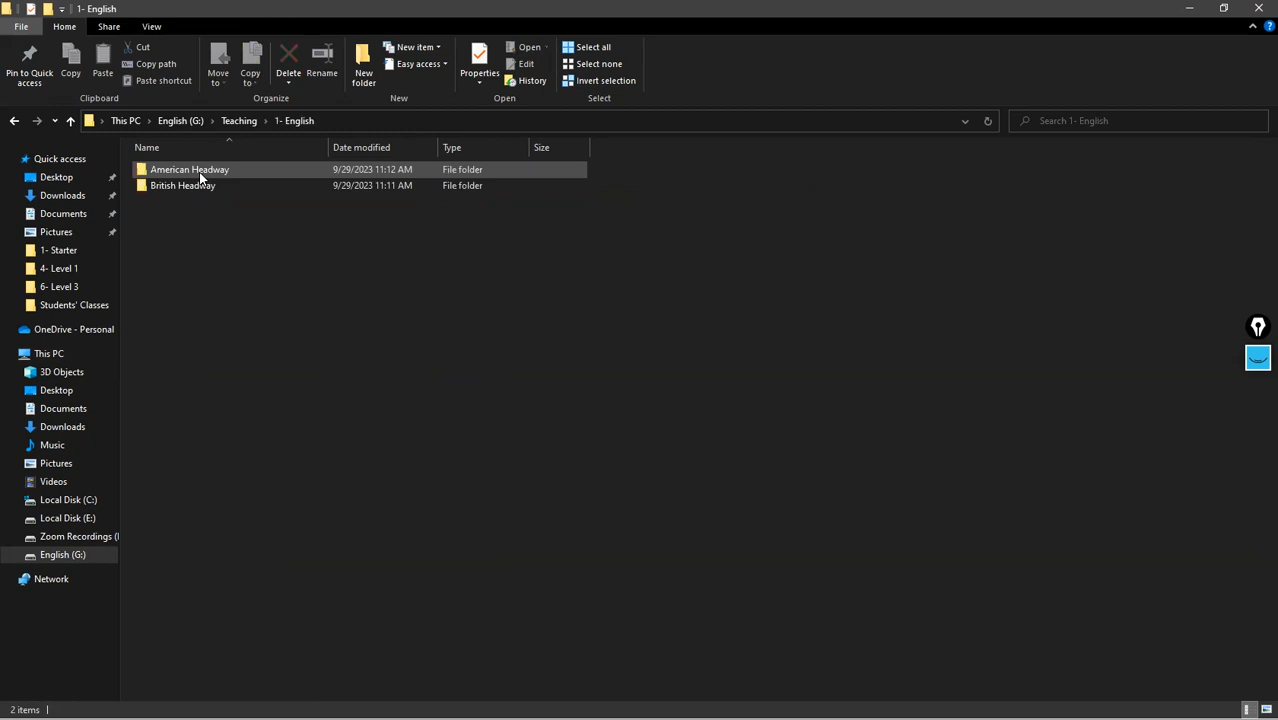 1- English
File Home Share View
Pin to Quick access
Copy
Paste
Cut
Copy path
Paste shortcut
Clipboard
Move to
Copy to
Delete
Rename
Organize
New folder
New item
Easy access
New
Properties
Open
Edit
History
Open
Select all
Select none
Invert selection
Select
This PC > English (G:) > Teaching > 1- English
Search 1- English
Name Date modified Type Size
American Headway 9/29/2023 11:12 AM File folder
British Headway 9/29/2023 11:11 AM File folder
Quick access
Desktop
Downloads
Documents
Pictures
1- Starter
4- Level 1
6- Level 3
Students' Classes
OneDrive - Personal
This PC
3D Objects
Desktop
Documents
Downloads
Music
Pictures
Videos
Local Disk (C:)
Local Disk (E:)
Zoom Recordings (
English (G:)
Network
2 items